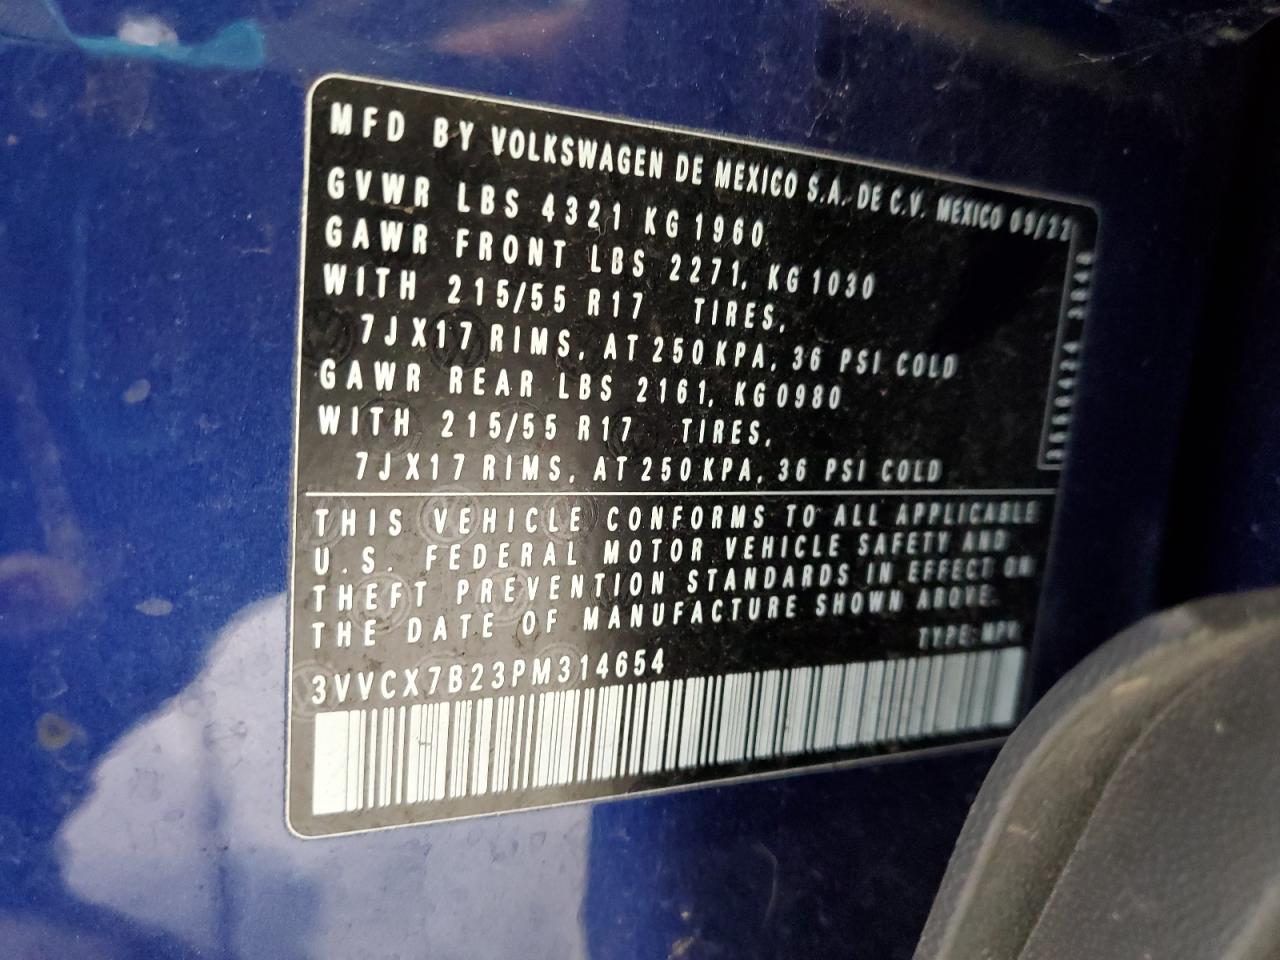 MFD BY VOLKSWAGEN DE MEXICO S.A. DE C.V. MEXICO 09/22
GVWR LBS 4321 KG 1960
GAWR FRONT LBS 2271, KG 1030
WITH 215/55 R17 TIRES,
7JX17 RIMS, AT 250 KPA, 36 PSI COLD
GAWR REAR LBS 2161, KG 0980
WITH 215/55 R17 TIRES,
7JX17 RIMS, AT 250 KPA, 36 PSI COLD
THIS VEHICLE CONFORMS TO ALL APPLICABLE
U.S. FEDERAL MOTOR VEHICLE SAFETY AND
THEFT PREVENTION STANDARDS IN EFFECT ON
THE DATE OF MANUFACTURE SHOWN ABOVE.
TYPE: MPV
3VVCX7B23PM314654